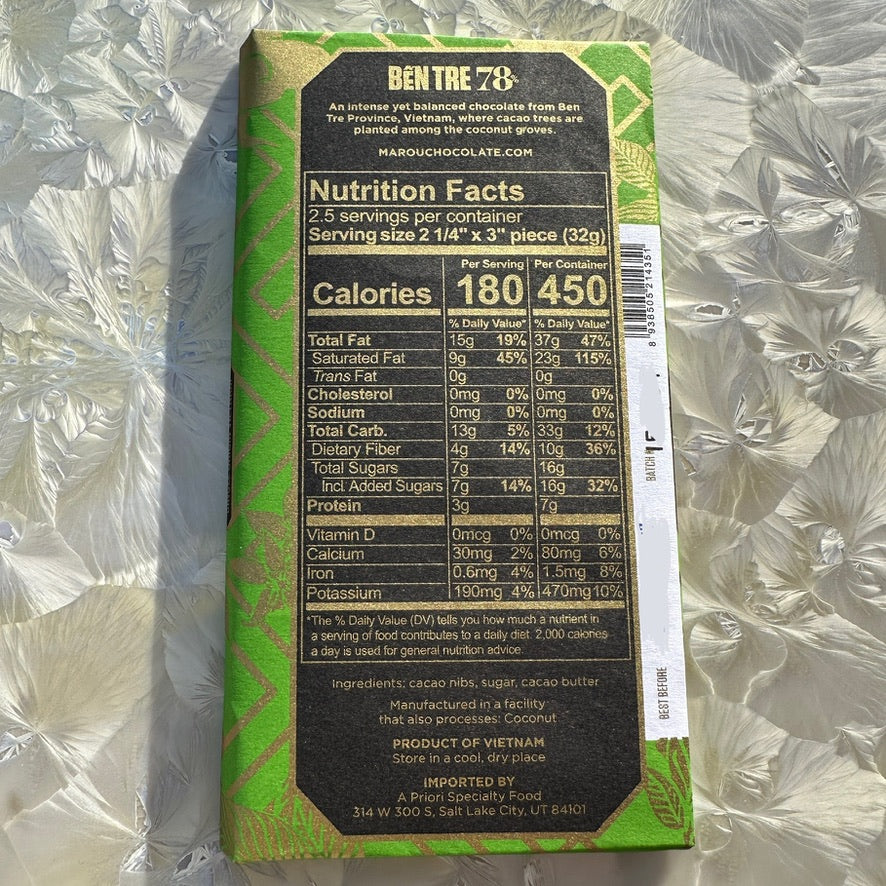 BẾN TRE 78%
An intense yet balanced chocolate from Ben
Tre Province, Vietnam, where cacao trees are
planted among the coconut groves.
MAROUCHOCOLATE.COM
Nutrition Facts
2.5 servings per container
Serving size 2 1/4" x 3" piece (32g)
Per Serving Per Container
Calories 180 450
% Daily Value* % Daily Value*
Total Fat 15g 19% 37g 47%
Saturated Fat 9g 45% 23g 115%
Trans Fat 0g 0g
Cholesterol 0mg 0% 0mg 0%
Sodium 0mg 0% 0mg 0%
Total Carb. 13g 5% 33g 12%
Dietary Fiber 4g 14% 10g 36%
Total Sugars 7g 16g
Incl. Added Sugars 7g 14% 16g 32%
Protein 3g 7g
Vitamin D 0mcg 0% 0mcg 0%
Calcium 30mg 2% 80mg 6%
Iron 0.6mg 4% 1.5mg 8%
Potassium 190mg 4% 470mg 10%
*The % Daily Value (DV) tells you how much a nutrient in
a serving of food contributes to a daily diet. 2,000 calories
a day is used for general nutrition advice.
Ingredients: cacao nibs, sugar, cacao butter
Manufactured in a facility
that also processes: Coconut
PRODUCT OF VIETNAM
Store in a cool, dry place
IMPORTED BY
A Priori Specialty Food
314 W 300 S, Salt Lake City, UT 84101
8 938505 214351
BATCH
BEST BEFORE